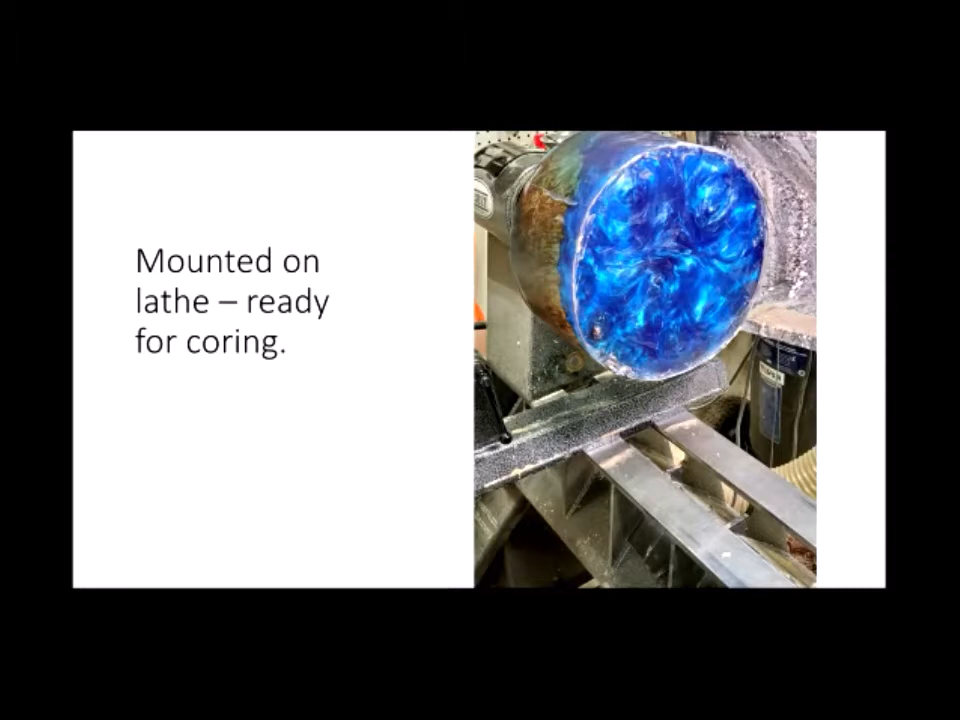 Mounted on
lathe – ready
for coring.